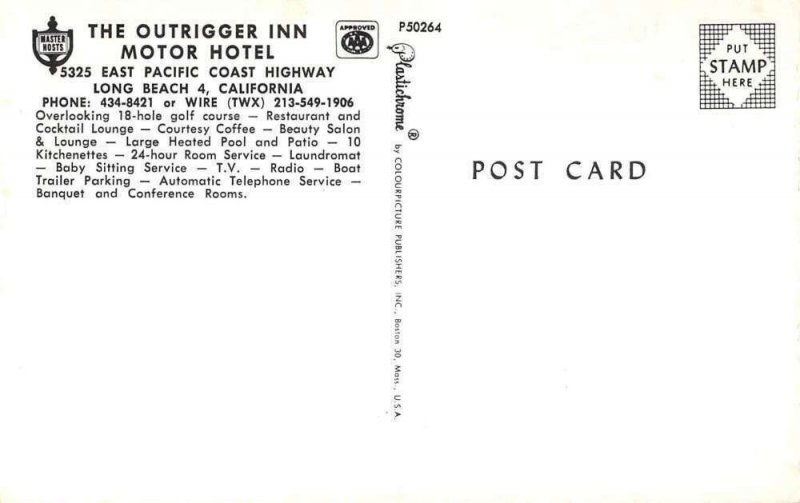 MASTER
HOSTS
THE OUTRIGGER INN
MOTOR HOTEL
5325 EAST PACIFIC COAST HIGHWAY
LONG BEACH 4, CALIFORNIA
PHONE: 434-8421 or WIRE (TWX) 213-549-1906
Overlooking 18-hole golf course — Restaurant and
Cocktail Lounge — Courtesy Coffee — Beauty Salon
& Lounge — Large Heated Pool and Patio — 10
Kitchenettes — 24-hour Room Service — Laundromat
— Baby Sitting Service — T.V. — Radio — Boat
Trailer Parking — Automatic Telephone Service —
Banquet and Conference Rooms.
APPROVED
AAA
P50264
Plastichrome ® by COLOURPICTURE PUBLISHERS, INC., Boston 30, Mass., U.S.A.
PUT
STAMP
HERE
POST CARD